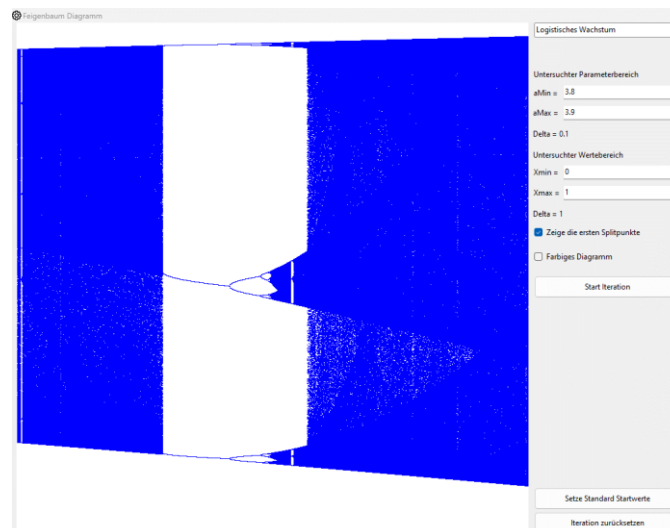 Feigenbaum Diagramm
Logistisches Wachstum
Untersuchter Parameterbereich
aMin = 3.8
aMax = 3.9
Delta = 0.1
Untersuchter Wertebereich
Xmin = 0
Xmax = 1
Delta = 1
Zeige die ersten Splitpunkte
Farbiges Diagramm
Start Iteration
Setze Standard Startwerte
Iteration zurücksetzen